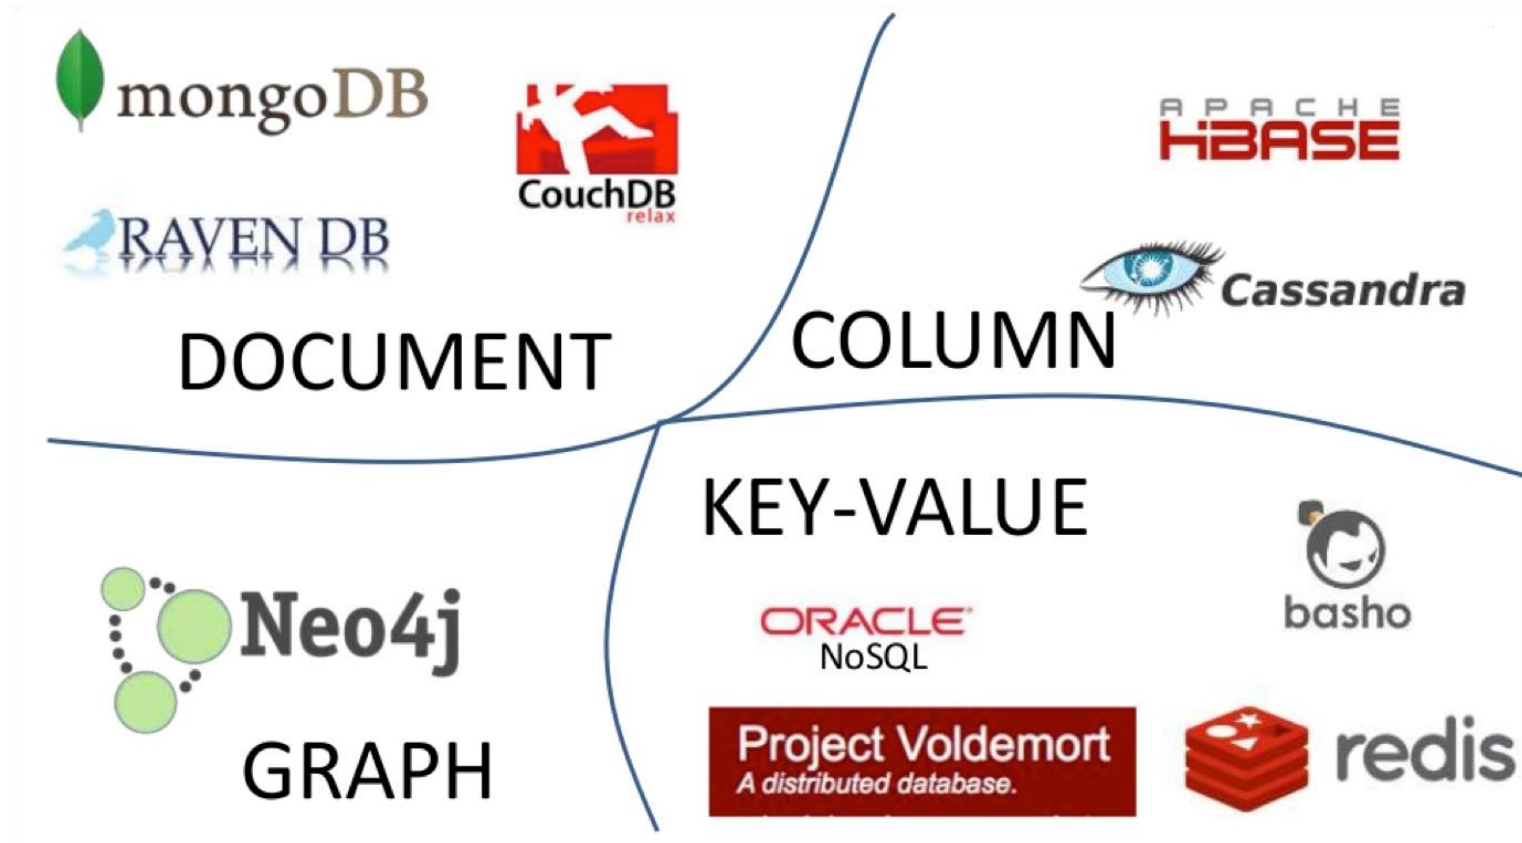 mongoDB
CouchDB
relax
RAVEN DB
DOCUMENT
APACHE
HBASE
Cassandra
COLUMN
Neo4j
GRAPH
KEY-VALUE
basho
ORACLE
NoSQL
Project Voldemort
A distributed database.
redis